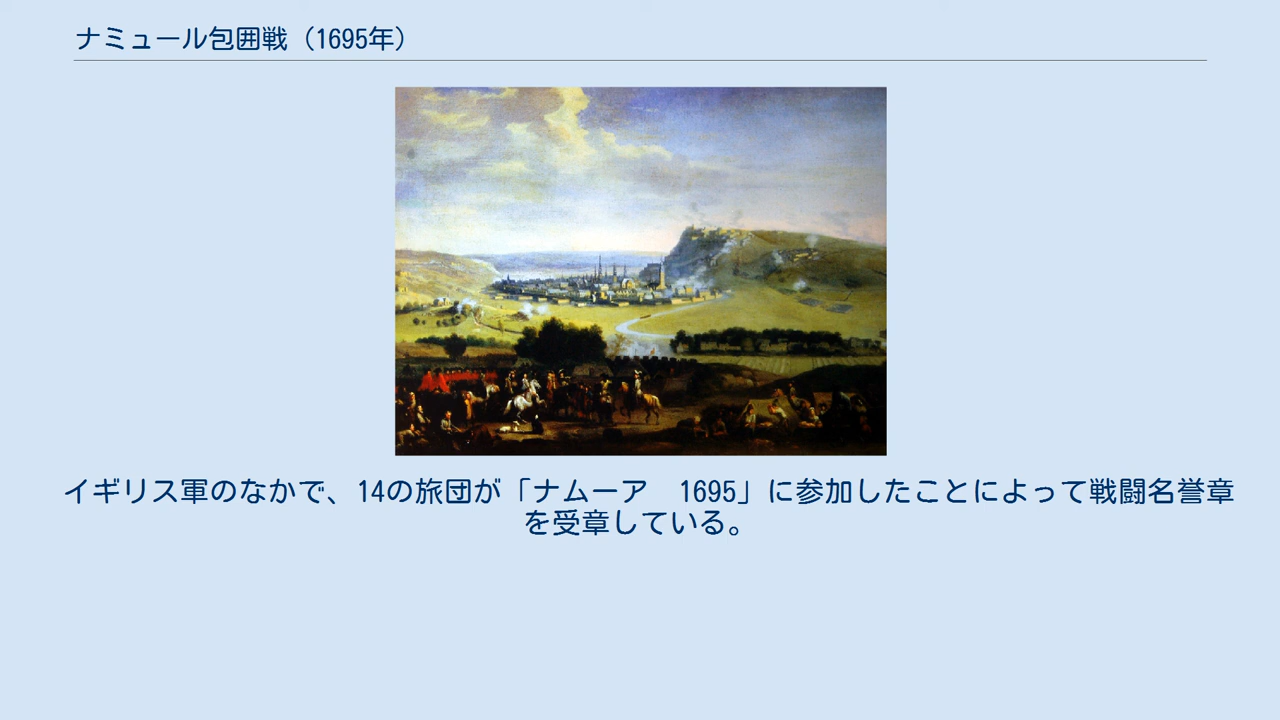 ナミュール包囲戦（1695年）
イギリス軍のなかで、14の旅団が「ナムーア　1695」に参加したことによって戦闘名誉章
を受章している。